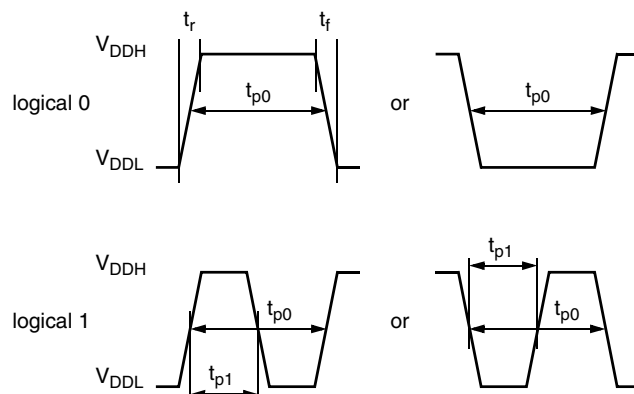 tr tf
VDDH
logical 0 tp0 or tp0
VDDL
tp1
VDDH
logical 1 tp0 or tp0
VDDL tp1